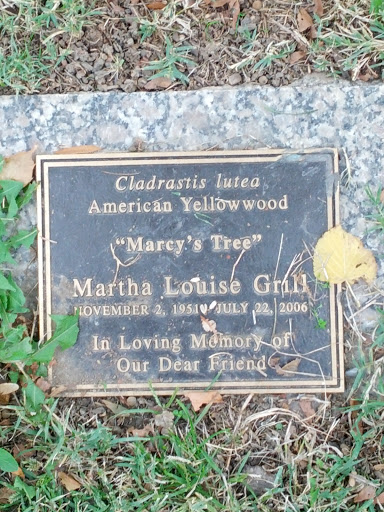 Cladrastis lutea
American Yellowwood
"Marcy's Tree"
Martha Louise Grill
NOVEMBER 2, 1951 JULY 22, 2006
In Loving Memory of
Our Dear Friend